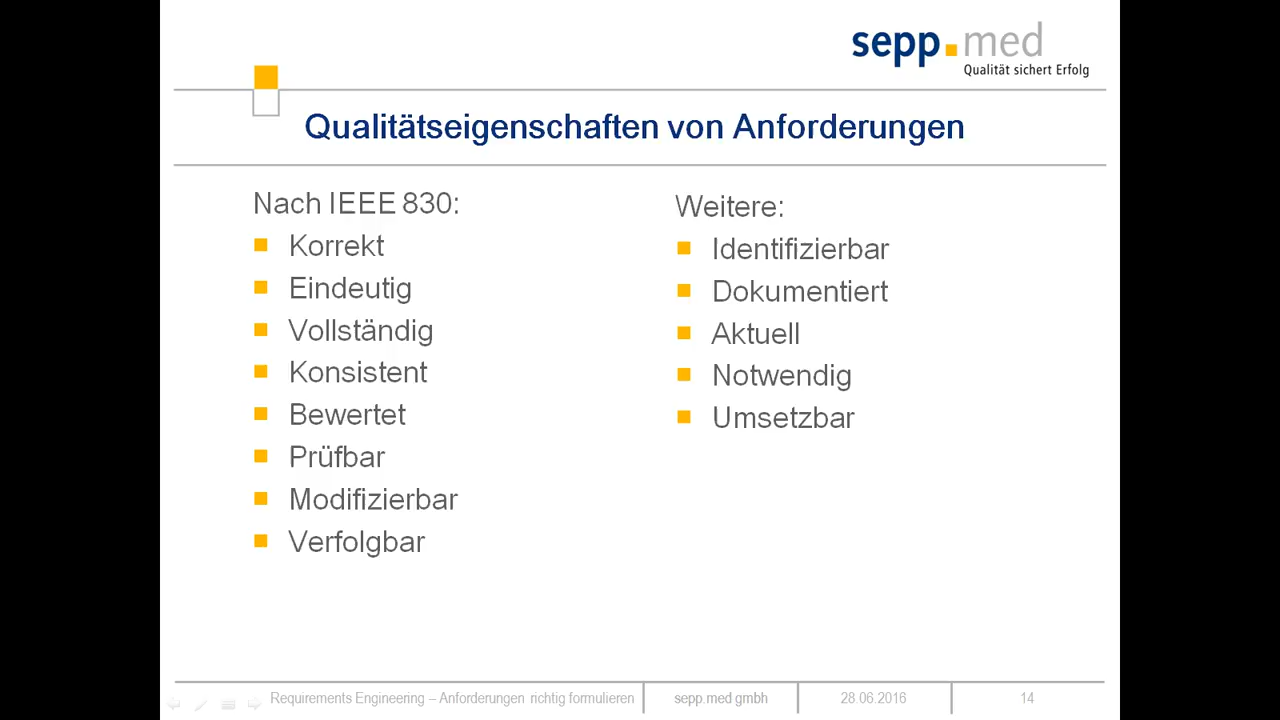 sepp.med
Qualität sichert Erfolg
Qualitätseigenschaften von Anforderungen
Nach IEEE 830:
Korrekt
Eindeutig
Vollständig
Konsistent
Bewertet
Prüfbar
Modifizierbar
Verfolgbar
Weitere:
Identifizierbar
Dokumentiert
Aktuell
Notwendig
Umsetzbar
Requirements Engineering – Anforderungen richtig formulieren
sepp.med gmbh
28.06.2016
14